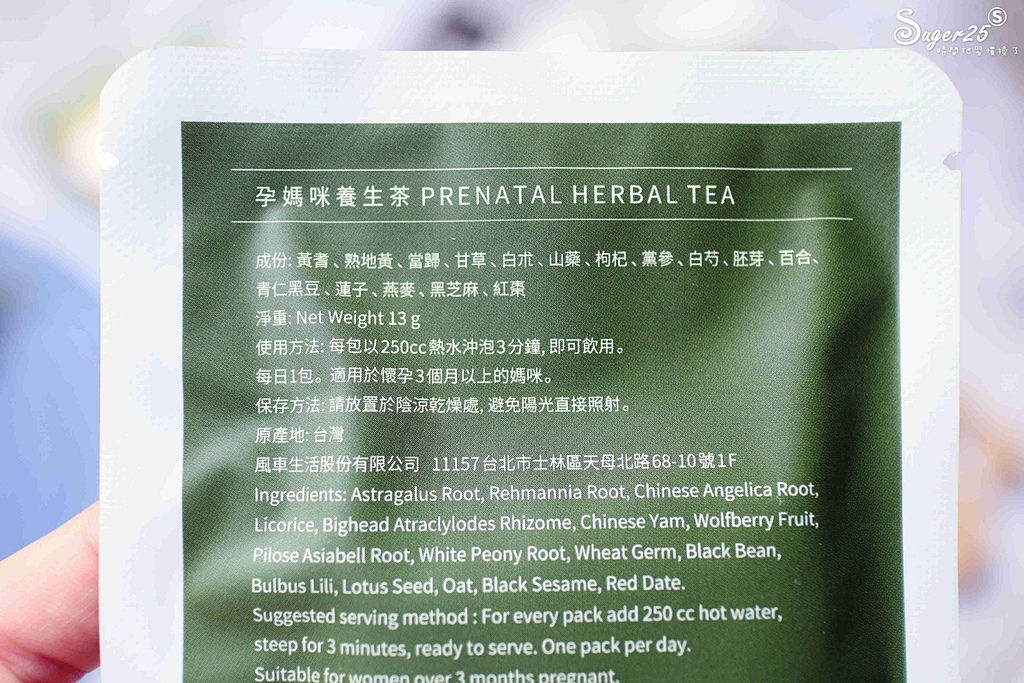 Suger25 S
時間把習慣換了
孕媽咪養生茶 PRENATAL HERBAL TEA
成份: 黃耆、熟地黃、當歸、甘草、白朮、山藥、枸杞、黨參、白芍、胚芽、百合、
青仁黑豆、蓮子、燕麥、黑芝麻、紅棗
淨重: Net Weight 13 g
使用方法: 每包以250cc熱水沖泡3分鐘, 即可飲用。
每日1包。適用於懷孕3個月以上的媽咪。
保存方法: 請放置於陰涼乾燥處, 避免陽光直接照射。
原產地: 台灣
風車生活股份有限公司 11157台北市士林區天母北路68-10號1F
Ingredients: Astragalus Root, Rehmannia Root, Chinese Angelica Root,
Licorice, Bighead Atraclylodes Rhizome, Chinese Yam, Wolfberry Fruit,
Pilose Asiabell Root, White Peony Root, Wheat Germ, Black Bean,
Bulbus Lili, Lotus Seed, Oat, Black Sesame, Red Date.
Suggested serving method : For every pack add 250 cc hot water,
steep for 3 minutes, ready to serve. One pack per day.
Suitable for women over 3 months pregnant.